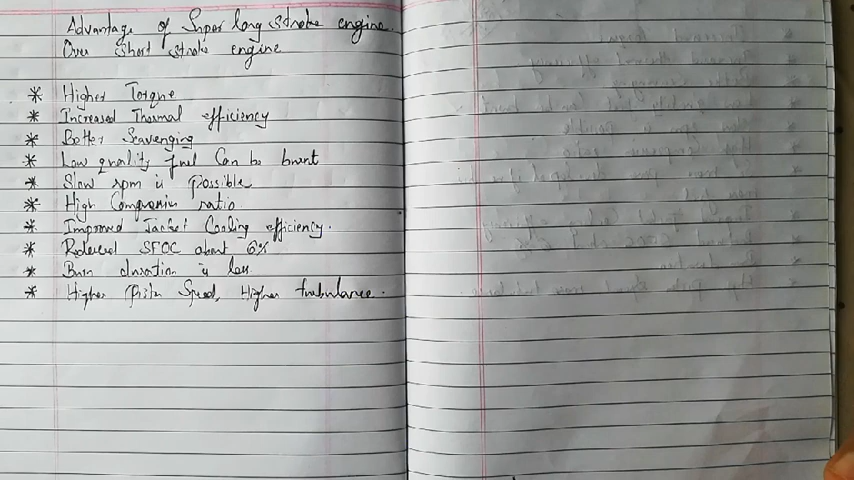 Advantage of Super long stroke engine
Over Short stroke engine
* Higher Torque
* Increased Thermal efficiency
* Better Scavenging
* Low quality fuel Can be burnt
* Slow rpm is possible
* High Compression ratio
* Improved Jacket Cooling efficiency.
* Reduced SFOC about 6%
* Burn duration is less
* Higher Piston Speed, Higher turbulance.